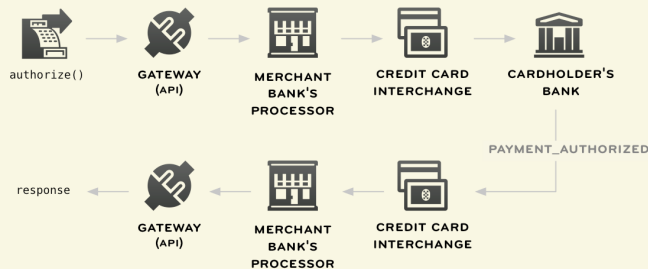 authorize()
GATEWAY
(API)
MERCHANT
BANK'S
PROCESSOR
CREDIT CARD
INTERCHANGE
CARDHOLDER'S
BANK
PAYMENT_AUTHORIZED
response
GATEWAY
(API)
MERCHANT
BANK'S
PROCESSOR
CREDIT CARD
INTERCHANGE